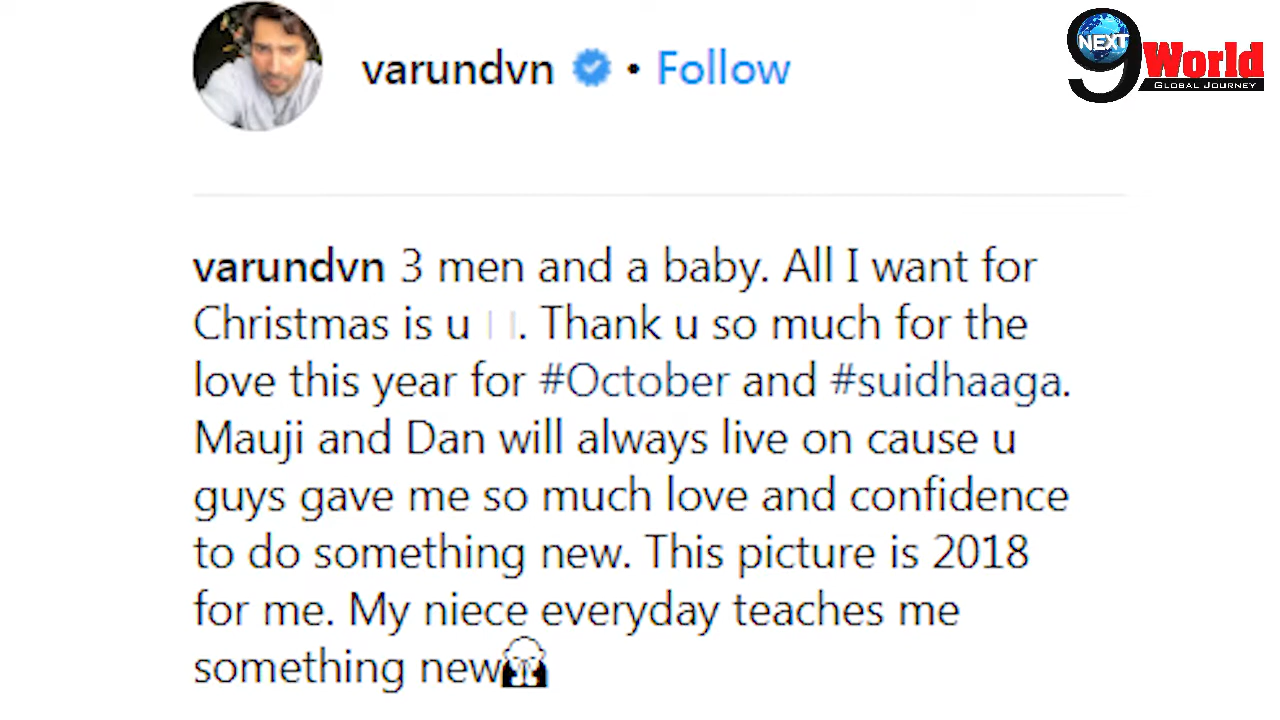 varundvn • Follow
NEXT
9 World
GLOBAL JOURNEY
varundvn 3 men and a baby. All I want for
Christmas is u . Thank u so much for the
love this year for #October and #suidhaaga.
Mauji and Dan will always live on cause u
guys gave me so much love and confidence
to do something new. This picture is 2018
for me. My niece everyday teaches me
something new